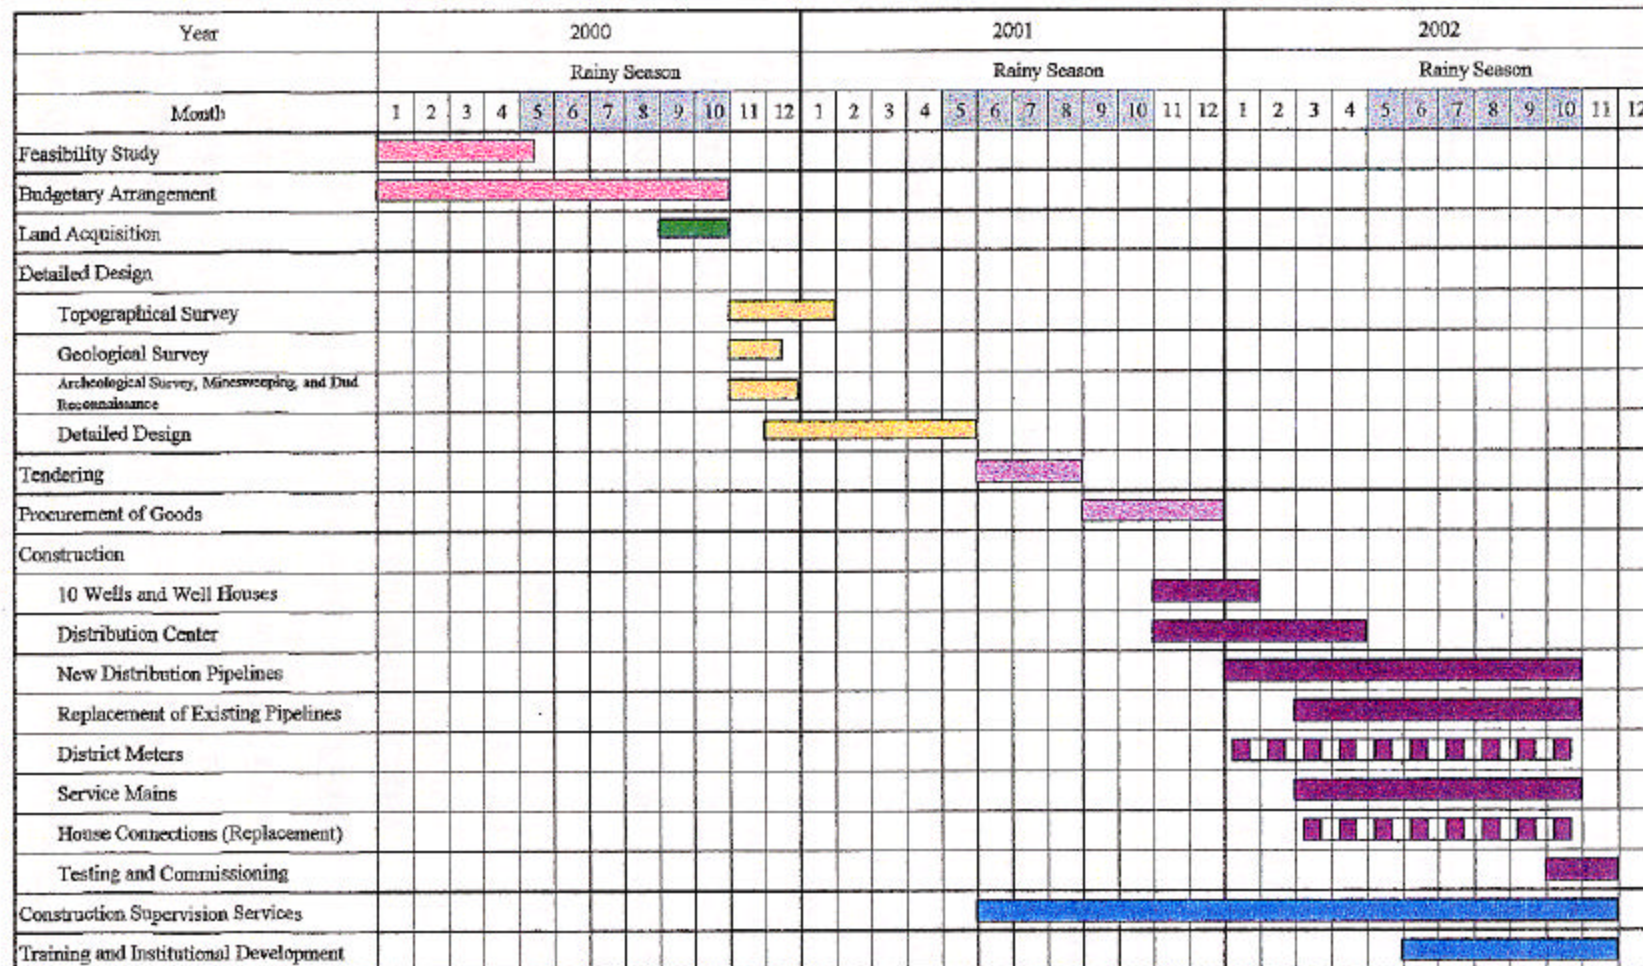 Year 2000 2001 2002
Rainy Season Rainy Season Rainy Season
Month 1 2 3 4 5 6 7 8 9 10 11 12 1 2 3 4 5 6 7 8 9 10 11 12 1 2 3 4 5 6 7 8 9 10 11 12
Feasibility Study
Budgetary Arrangement
Land Acquisition
Detailed Design
Topographical Survey
Geological Survey
Archeological Survey, Minesweeping, and Dud
Reconnaissance
Detailed Design
Tendering
Procurement of Goods
Construction
10 Wells and Well Houses
Distribution Center
New Distribution Pipelines
Replacement of Existing Pipelines
District Meters
Service Mains
House Connections (Replacement)
Testing and Commissioning
Construction Supervision Services
Training and Institutional Development